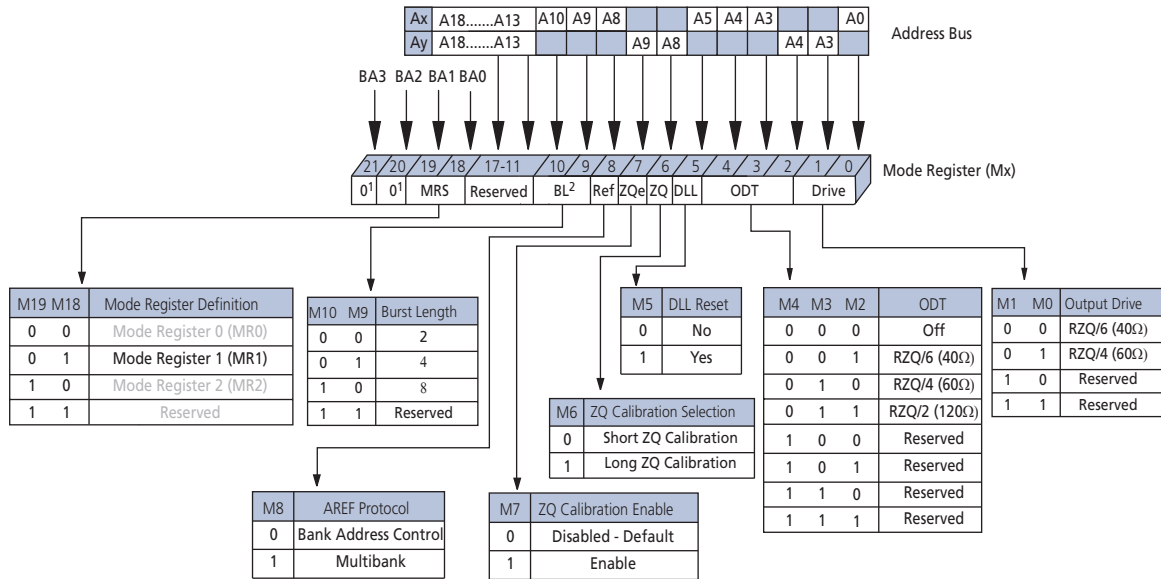 Ax A18.......A13 A10 A9 A8 A5 A4 A3 A0
Ay A18.......A13 A9 A8 A4 A3
Address Bus
BA3 BA2 BA1 BA0
21 20 19 18 17-11 10 9 8 7 6 5 4 3 2 1 0
Mode Register (Mx)
0¹ 0¹ MRS Reserved BL² Ref ZQe ZQ DLL ODT Drive
M19 M18 Mode Register Definition
0 0 Mode Register 0 (MR0)
0 1 Mode Register 1 (MR1)
1 0 Mode Register 2 (MR2)
1 1 Reserved
M10 M9 Burst Length
0 0 2
0 1 4
1 0 8
1 1 Reserved
M5 DLL Reset
0 No
1 Yes
M4 M3 M2 ODT
0 0 0 Off
0 0 1 RZQ/6 (40Ω)
0 1 0 RZQ/4 (60Ω)
0 1 1 RZQ/2 (120Ω)
1 0 0 Reserved
1 0 1 Reserved
1 1 0 Reserved
1 1 1 Reserved
M1 M0 Output Drive
0 0 RZQ/6 (40Ω)
0 1 RZQ/4 (60Ω)
1 0 Reserved
1 1 Reserved
M6 ZQ Calibration Selection
0 Short ZQ Calibration
1 Long ZQ Calibration
M8 AREF Protocol
0 Bank Address Control
1 Multibank
M7 ZQ Calibration Enable
0 Disabled - Default
1 Enable